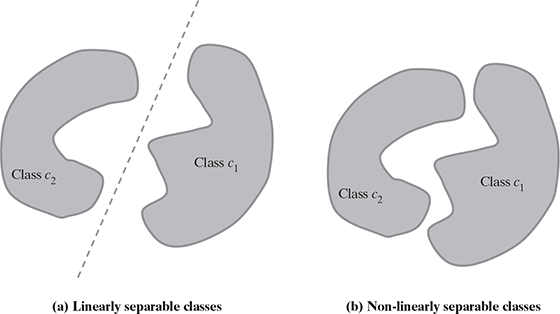 Class c₂
Class c₁
(a) Linearly separable classes
Class c₂
Class c₁
(b) Non-linearly separable classes